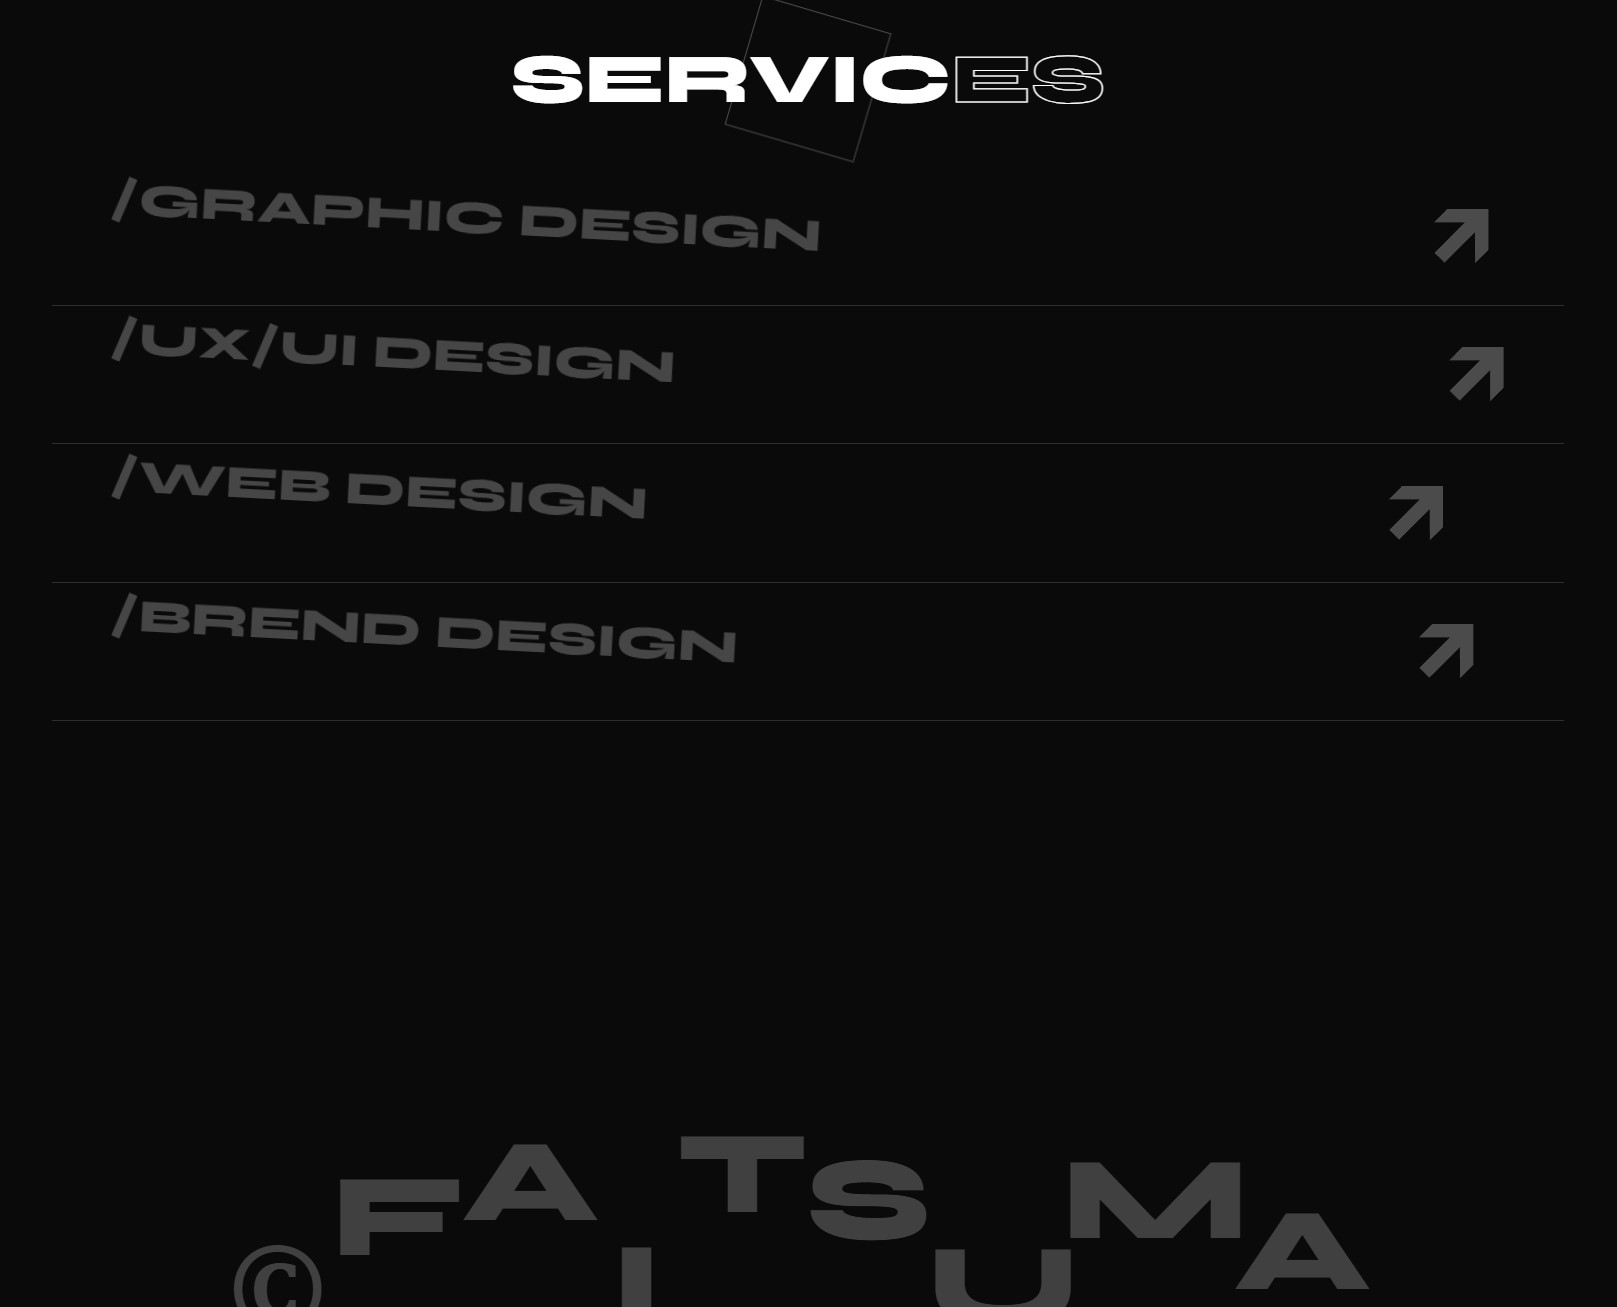 SERVICES
/GRAPHIC DESIGN
/UX/UI DESIGN
/WEB DESIGN
/BREND DESIGN
©FAITSUMA